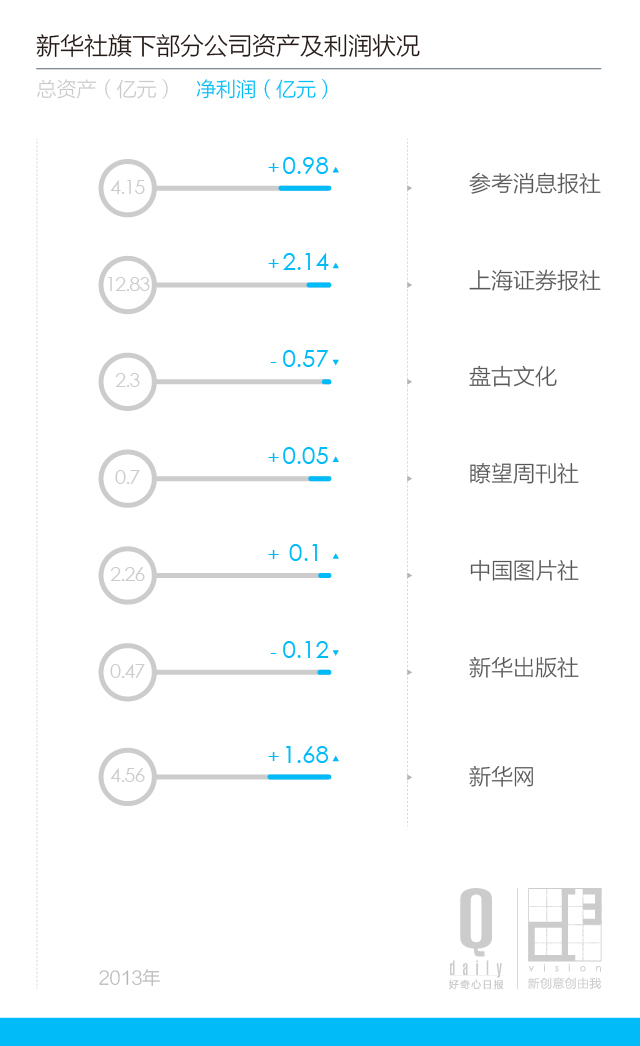 新华社旗下部分公司资产及利润状况
总资产（亿元） 净利润（亿元）
4.15 +0.98 参考消息报社
12.83 +2.14 上海证券报社
2.3 - 0.57 盘古文化
0.7 +0.05 瞭望周刊社
2.26 + 0.1 中国图片社
0.47 - 0.12 新华出版社
4.56 +1.68 新华网
2013年
Q
daily
好奇心日报
vision
新创意创由我